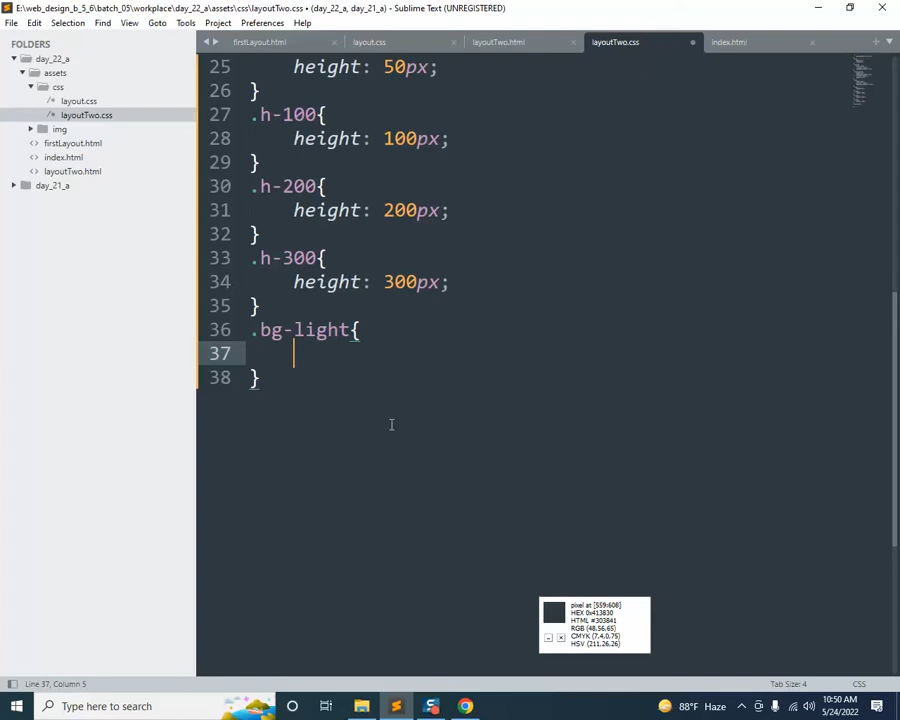 E:\web_design_b_5_6\batch_05\workplace\day_22_a\assets\css\layoutTwo.css • (day_22_a, day_21_a) - Sublime Text (UNREGISTERED)
File Edit Selection Find View Goto Tools Project Preferences Help
FOLDERS
day_22_a
assets
css
layout.css
layoutTwo.css
img
firstLayout.html
index.html
layoutTwo.html
day_21_a
firstLayout.html layout.css layoutTwo.html layoutTwo.css index.html
25 height: 50px;
26 }
27 .h-100{
28 height: 100px;
29 }
30 .h-200{
31 height: 200px;
32 }
33 .h-300{
34 height: 300px;
35 }
36 .bg-light{
37
38 }
pixel at [559:608]
HEX 0x413830
HTML #303841
RGB (48,56,65)
CMYK (7,4,0,75)
HSV (211,26,26)
Line 37, Column 5 Tab Size: 4 CSS
Type here to search 88°F Haze 10:50 AM
5/24/2022